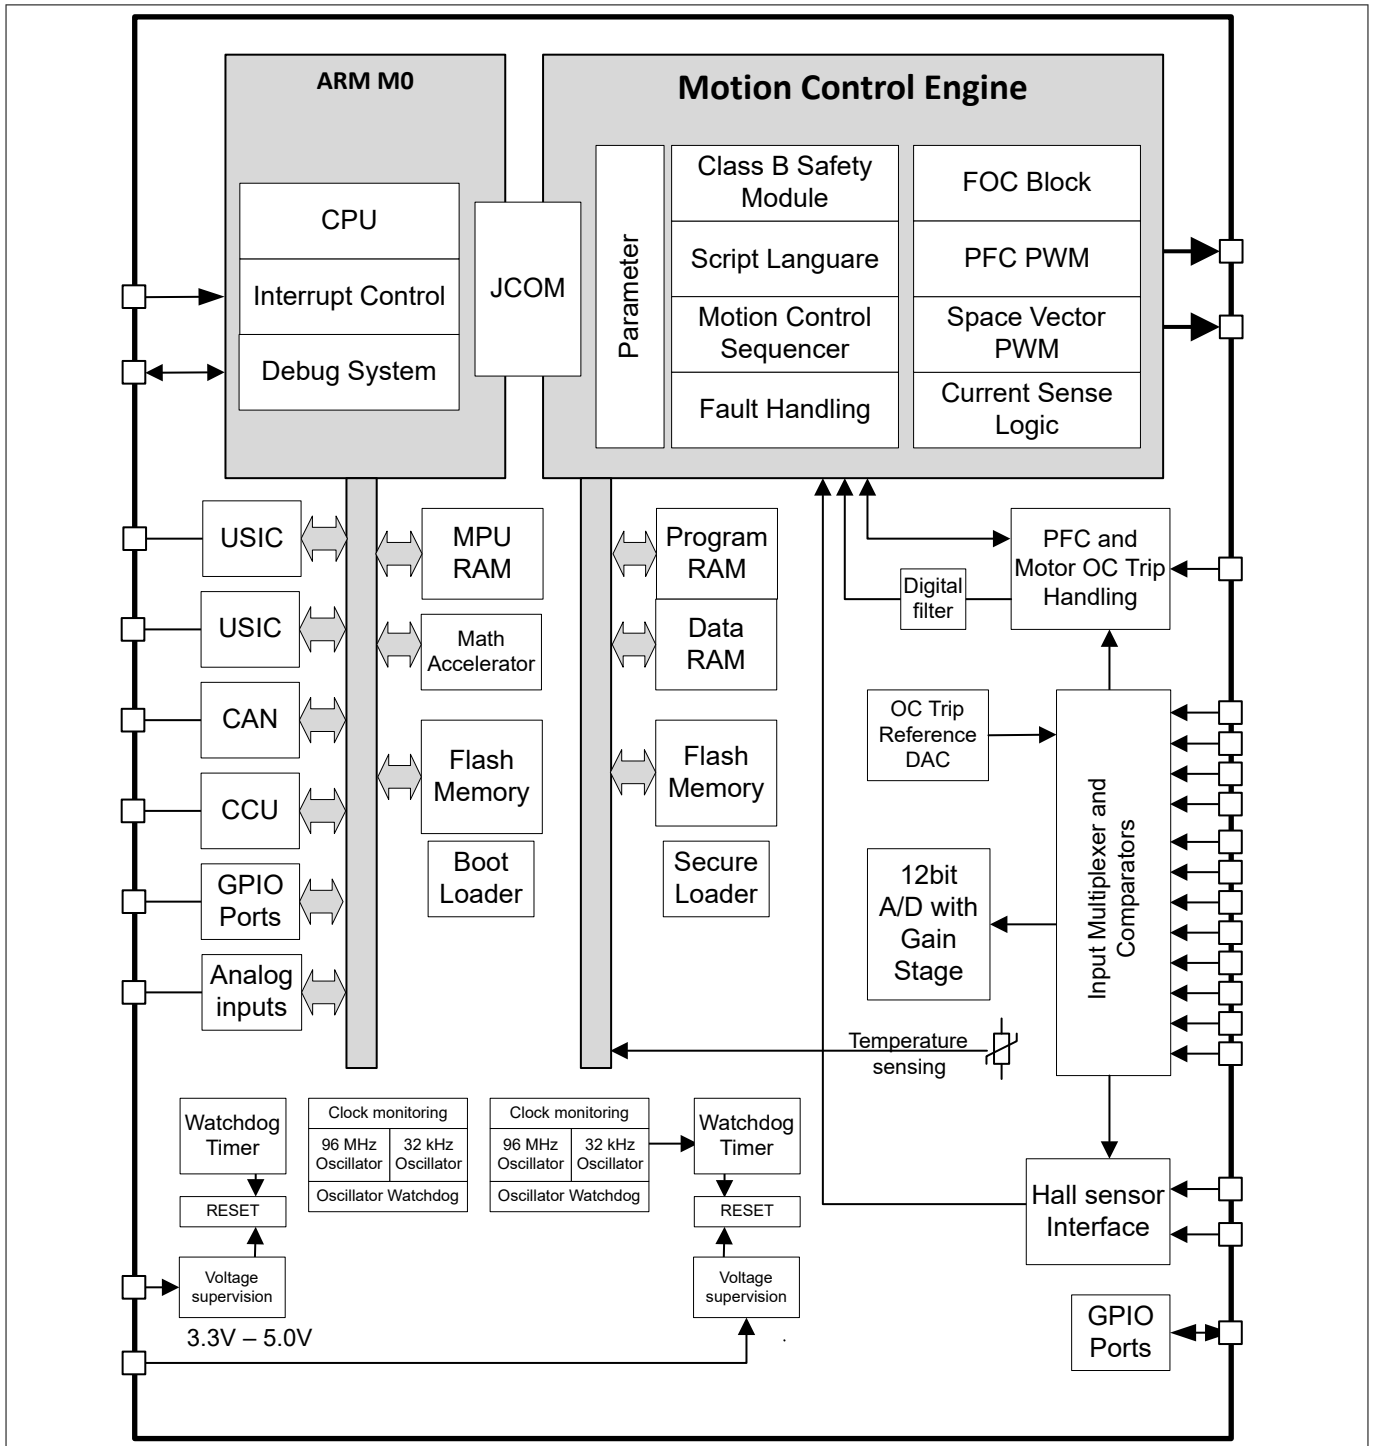 ARM M0
CPU
Interrupt Control
Debug System
JCOM
Motion Control Engine
Parameter
Class B Safety
Module
Script Languare
Motion Control
Sequencer
Fault Handling
FOC Block
PFC PWM
Space Vector
PWM
Current Sense
Logic
USIC
USIC
CAN
CCU
GPIO
Ports
Analog
inputs
MPU
RAM
Math
Accelerator
Flash
Memory
Boot
Loader
Program
RAM
Data
RAM
Flash
Memory
Secure
Loader
PFC and
Motor OC Trip
Handling
Digital
filter
OC Trip
Reference
DAC
12bit
A/D with
Gain
Stage
Input Multiplexer and
Comparators
Temperature
sensing
Watchdog
Timer
RESET
Voltage
supervision
3.3V – 5.0V
Clock monitoring
96 MHz
Oscillator
32 kHz
Oscillator
Oscillator Watchdog
Clock monitoring
96 MHz
Oscillator
32 kHz
Oscillator
Oscillator Watchdog
Watchdog
Timer
RESET
Voltage
supervision
Hall sensor
Interface
GPIO
Ports